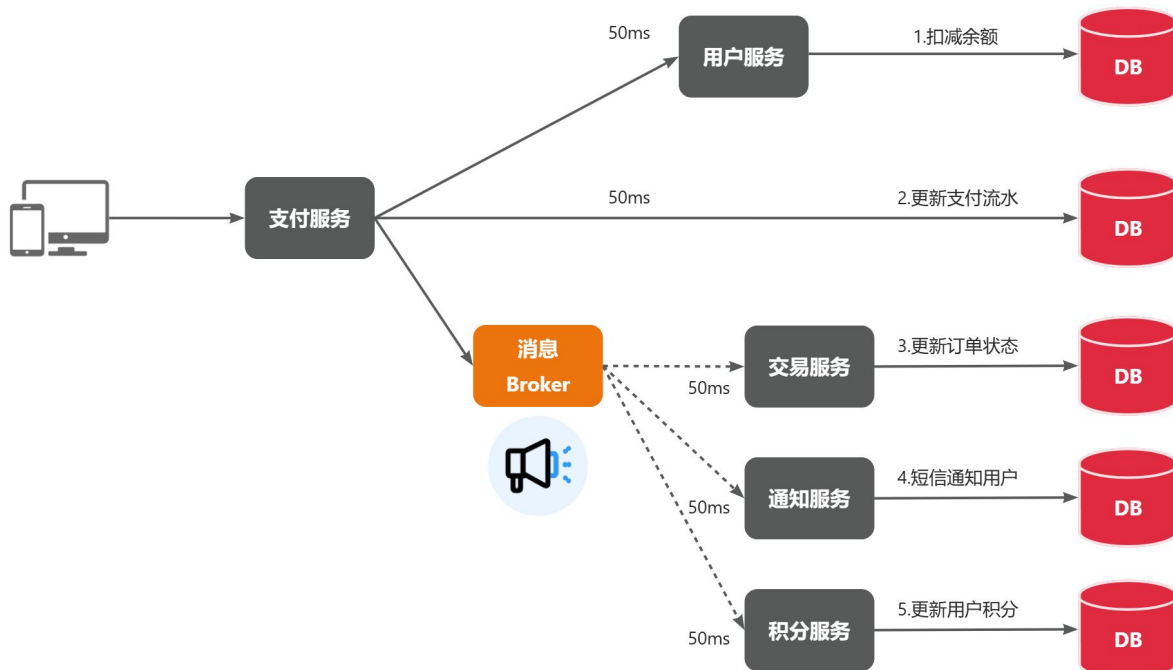 50ms
用户服务
1.扣减余额
DB
支付服务
50ms
2.更新支付流水
DB
消息
Broker
50ms
交易服务
3.更新订单状态
DB
50ms
通知服务
4.短信通知用户
DB
50ms
积分服务
5.更新用户积分
DB